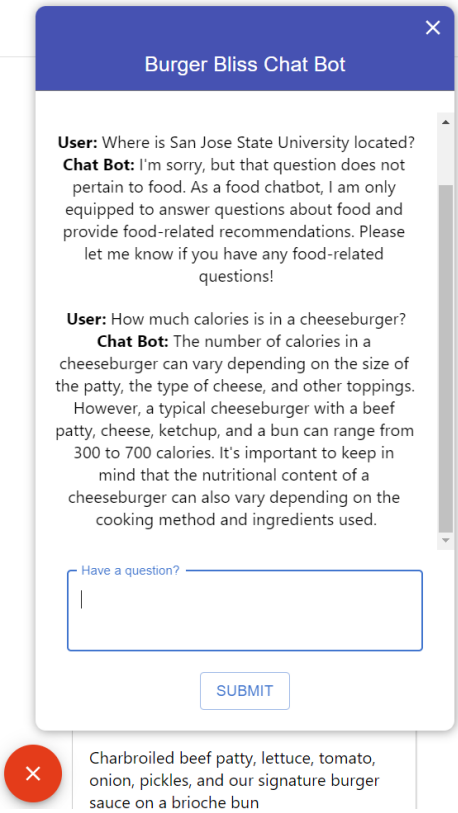 Burger Bliss Chat Bot
User: Where is San Jose State University located?
Chat Bot: I'm sorry, but that question does not
pertain to food. As a food chatbot, I am only
equipped to answer questions about food and
provide food-related recommendations. Please
let me know if you have any food-related
questions!
User: How much calories is in a cheeseburger?
Chat Bot: The number of calories in a
cheeseburger can vary depending on the size of
the patty, the type of cheese, and other toppings.
However, a typical cheeseburger with a beef
patty, cheese, ketchup, and a bun can range from
300 to 700 calories. It's important to keep in
mind that the nutritional content of a
cheeseburger can also vary depending on the
cooking method and ingredients used.
Have a question?
SUBMIT
Charbroiled beef patty, lettuce, tomato,
onion, pickles, and our signature burger
sauce on a brioche bun